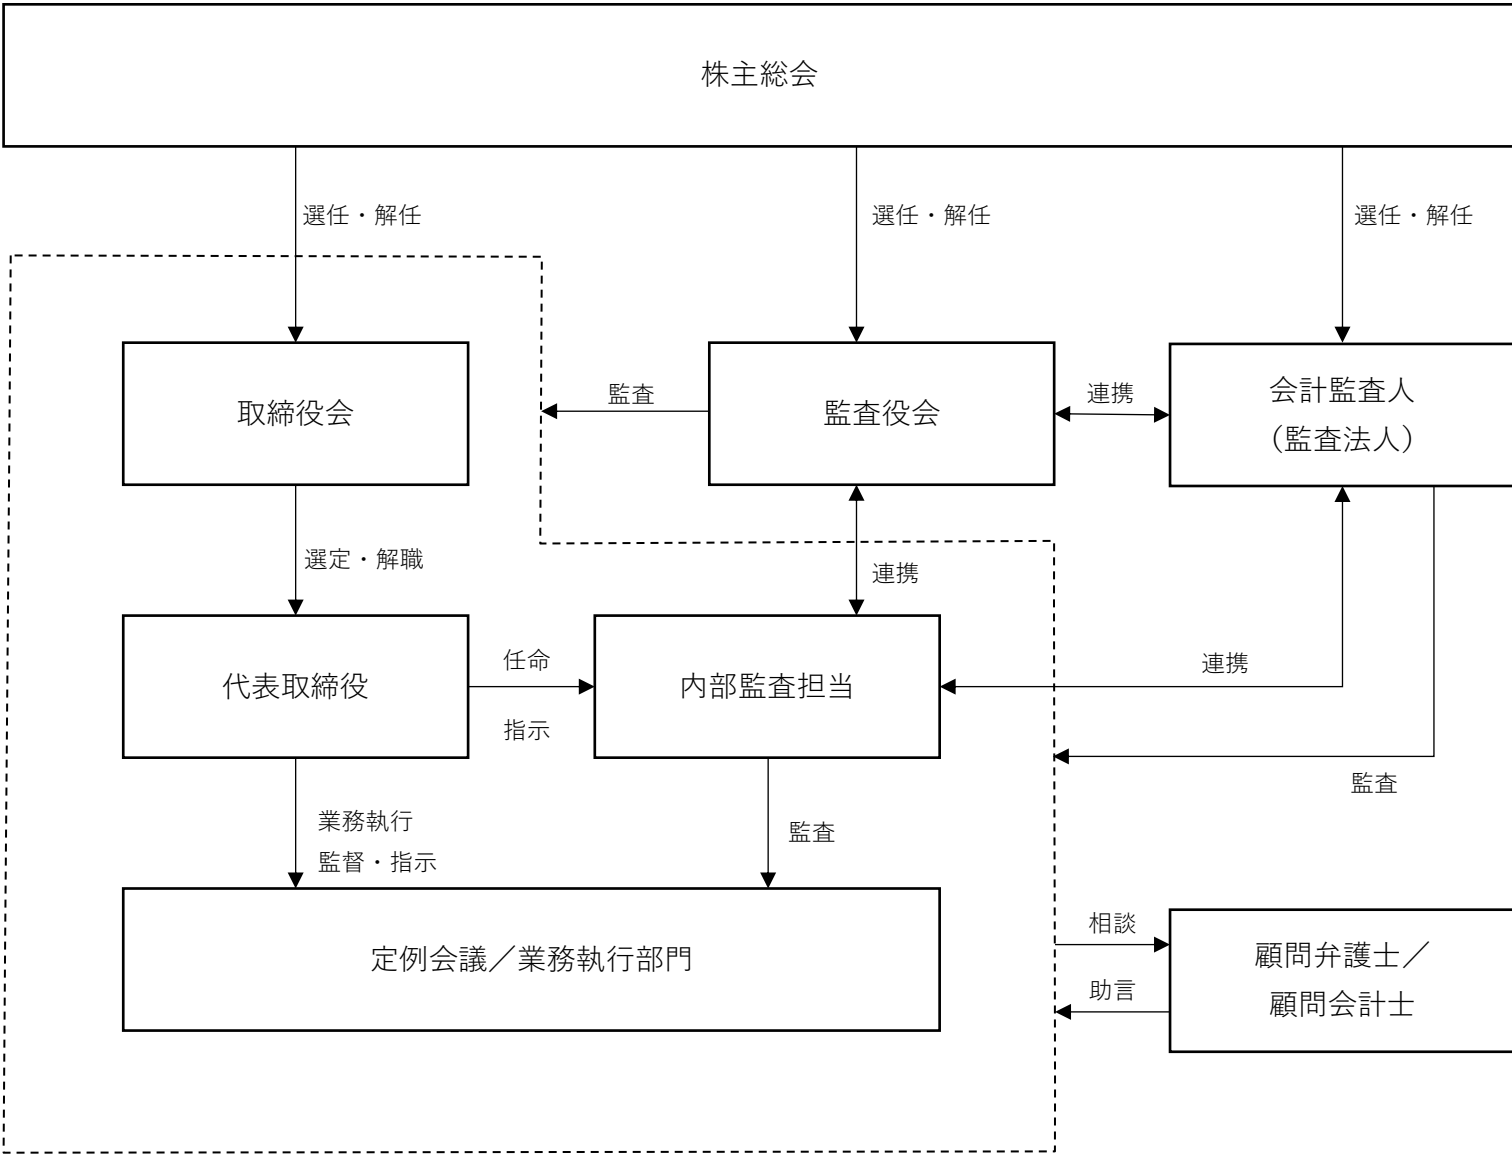 株主総会
選任・解任
選任・解任
選任・解任
取締役会
監査
監査役会
連携
会計監査人
（監査法人）
選定・解職
連携
代表取締役
任命
指示
内部監査担当
連携
監査
業務執行
監督・指示
監査
定例会議／業務執行部門
相談
助言
顧問弁護士／
顧問会計士